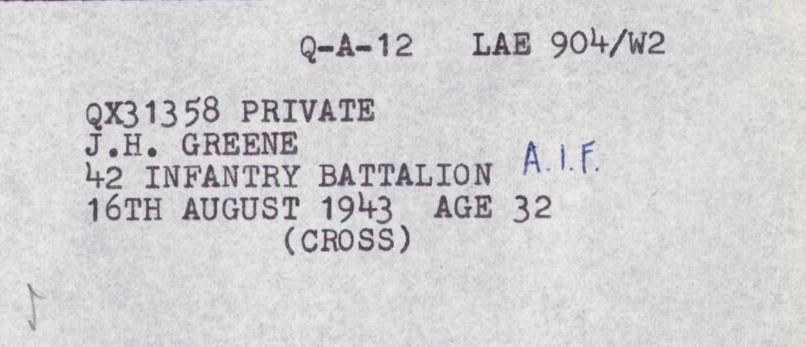 Q-A-12 LAE 904/W2
QX31358 PRIVATE
J.H. GREENE
42 INFANTRY BATTALION A.I.F.
16TH AUGUST 1943 AGE 32
(CROSS)